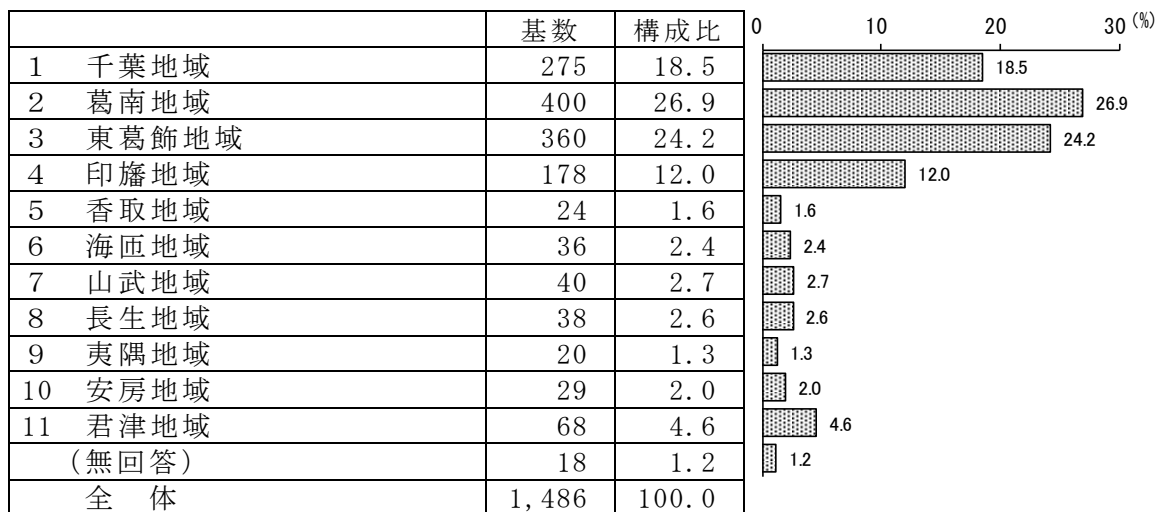 基数 構成比 0 10 20 30 (%)
1 千葉地域 275 18.5 18.5
2 葛南地域 400 26.9 26.9
3 東葛飾地域 360 24.2 24.2
4 印旛地域 178 12.0 12.0
5 香取地域 24 1.6 1.6
6 海匝地域 36 2.4 2.4
7 山武地域 40 2.7 2.7
8 長生地域 38 2.6 2.6
9 夷隅地域 20 1.3 1.3
10 安房地域 29 2.0 2.0
11 君津地域 68 4.6 4.6
(無回答) 18 1.2 1.2
全 体 1,486 100.0